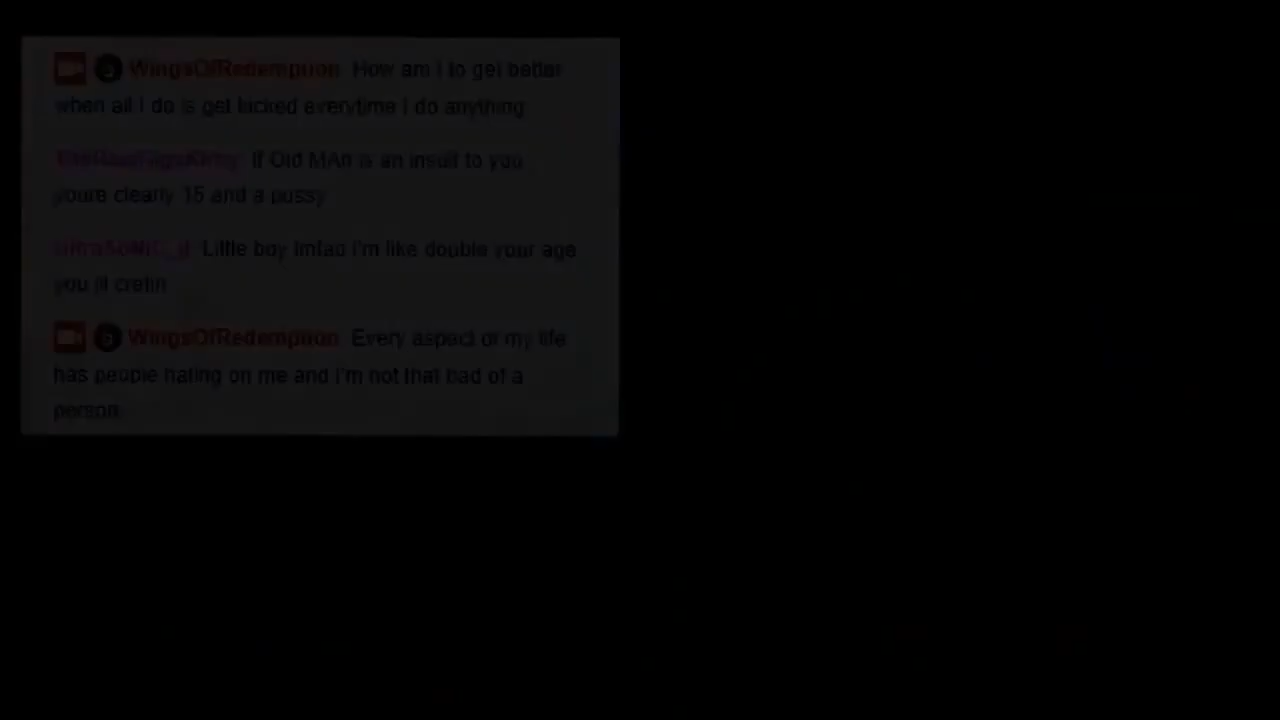 WingsOfRedemption How am I to get better
when all I do is get kicked everytime I do anything
If Old MAn is an insult to you
youre clearly 15 and a pussy
Little boy lmfao I'm like double your age
you lil cretin
WingsOfRedemption Every aspect of my life
has people hating on me and I'm not that bad of a
person